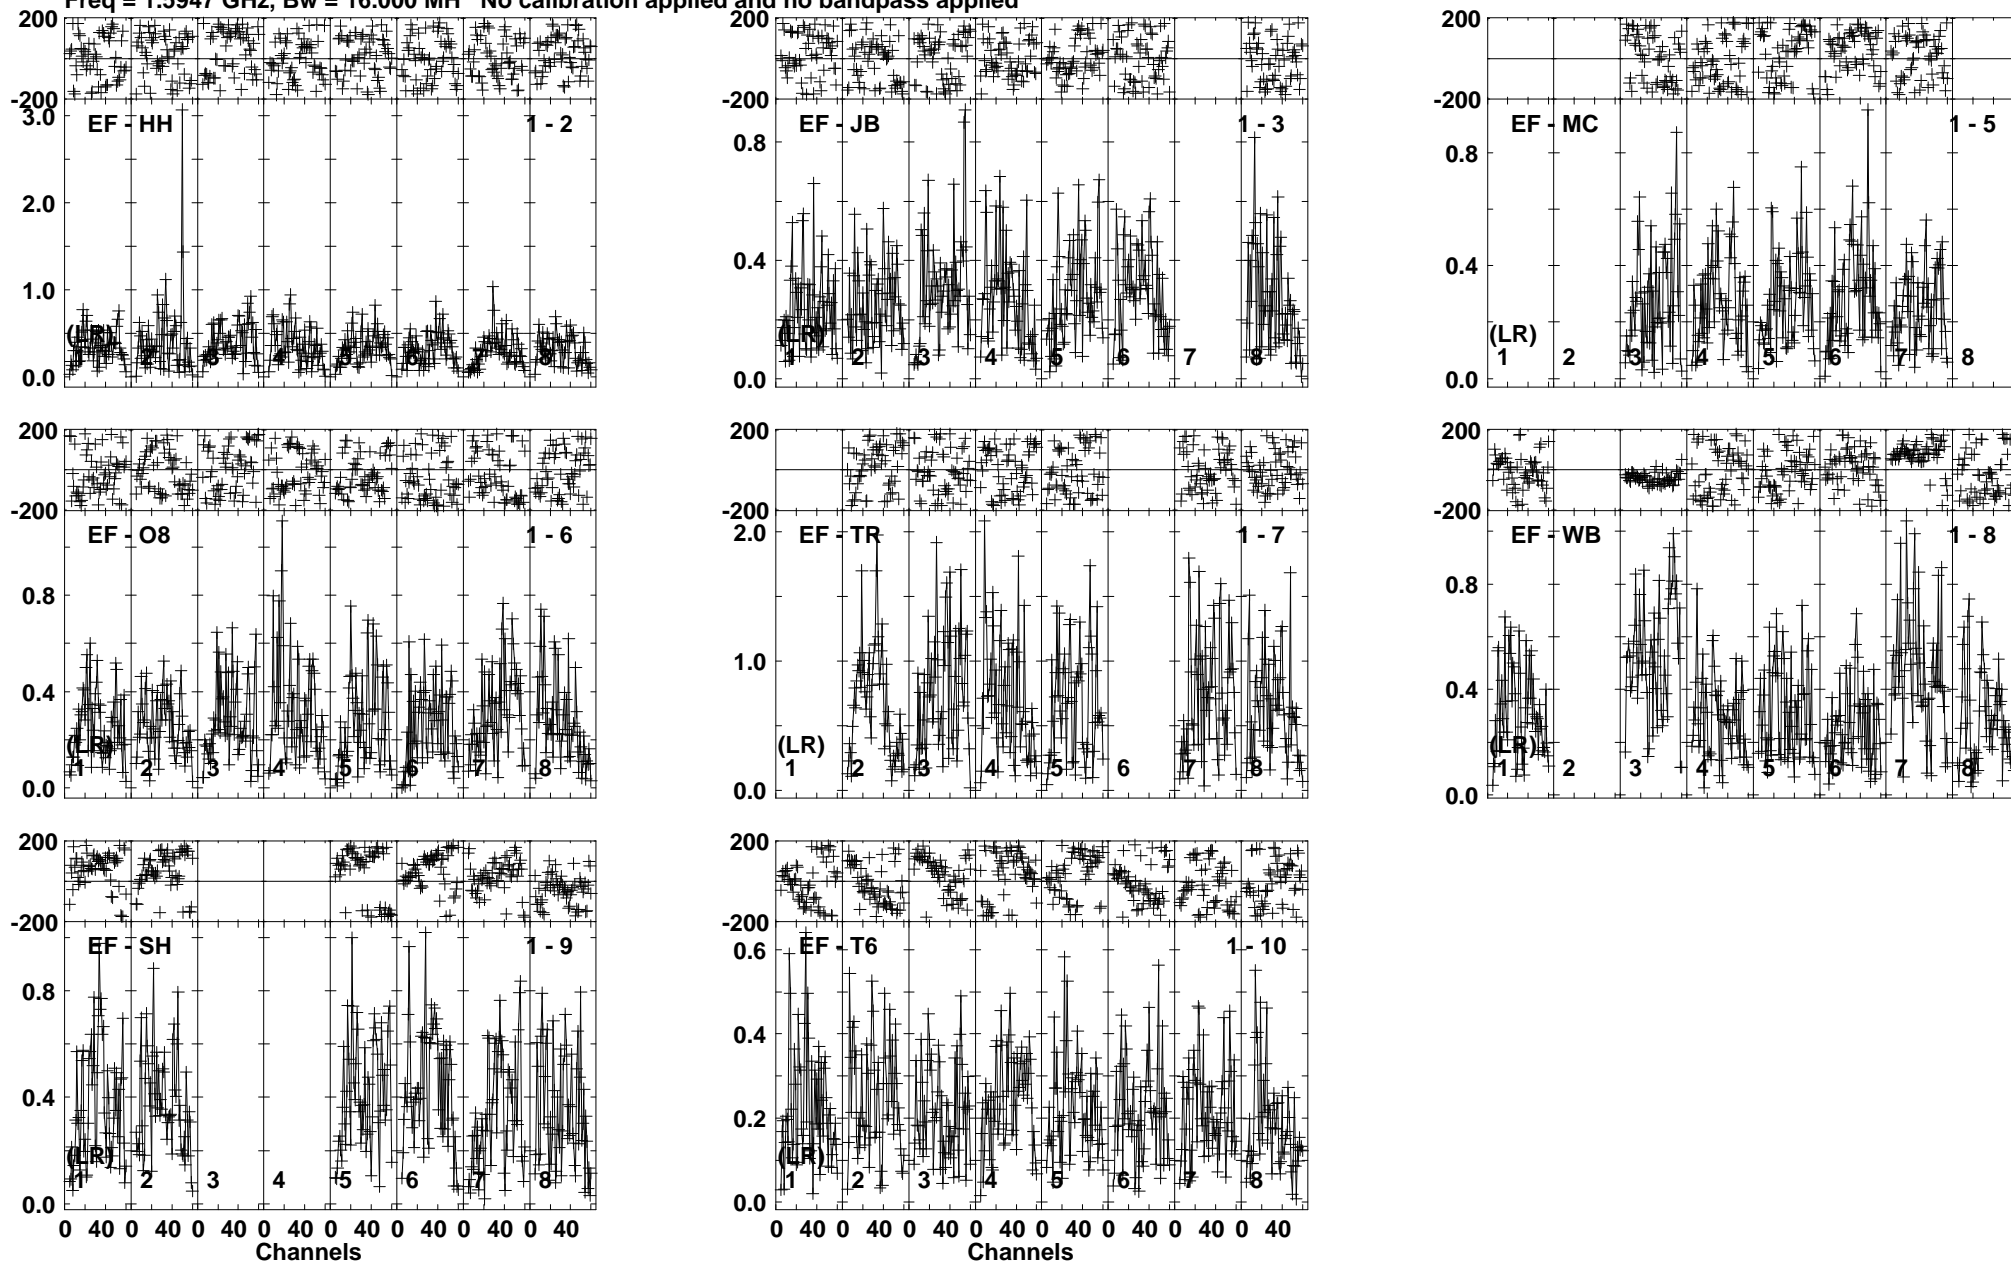 Freq = 1.5947 GHz, Bw = 16.000 MH No calibration applied and no bandpass applied
200
-200
EF - HH
1 - 2
3.0
2.0
1.0
0.0
(LR)
1 2 3 4 5 6 7 8
200
-200
EF - JB
1 - 3
0.8
0.4
0.0
(LR)
1 2 3 4 5 6 7 8
200
-200
EF - MC
1 - 5
0.8
0.4
0.0
(LR)
1 2 3 4 5 6 7 8
200
-200
EF - O8
1 - 6
0.8
0.4
0.0
(LR)
1 2 3 4 5 6 7 8
200
-200
EF - TR
1 - 7
2.0
1.0
0.0
(LR)
1 2 3 4 5 6 7 8
200
-200
EF - WB
1 - 8
0.8
0.4
0.0
(LR)
1 2 3 4 5 6 7 8
200
-200
EF - SH
1 - 9
0.8
0.4
0.0
(LR)
1 2 3 4 5 6 7 8
0 40 0 40 0 40 0 40 0 40 0 40 0 40 0 40
Channels
200
-200
EF - T6
1 - 10
0.6
0.4
0.2
0.0
(LR)
1 2 3 4 5 6 7 8
0 40 0 40 0 40 0 40 0 40 0 40 0 40 0 40
Channels